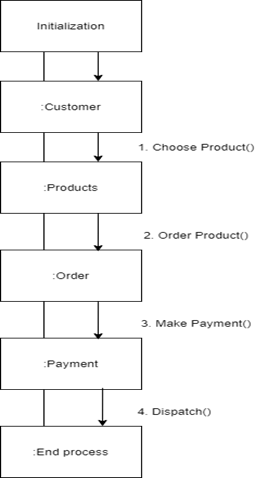 Initialization
:Customer
1. Choose Product()
:Products
2. Order Product()
:Order
3. Make Payment()
:Payment
4. Dispatch()
:End process